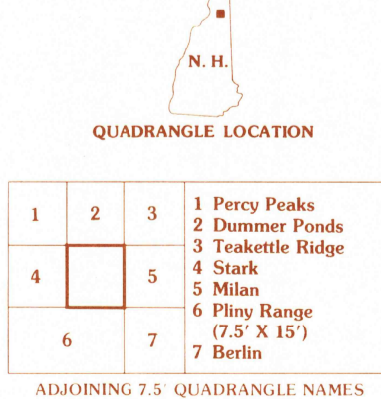 N. H.
QUADRANGLE LOCATION
1 2 3
4 5
6 7
1 Percy Peaks
2 Dummer Ponds
3 Teakettle Ridge
4 Stark
5 Milan
6 Pliny Range
(7.5′ X 15′)
7 Berlin
ADJOINING 7.5′ QUADRANGLE NAMES